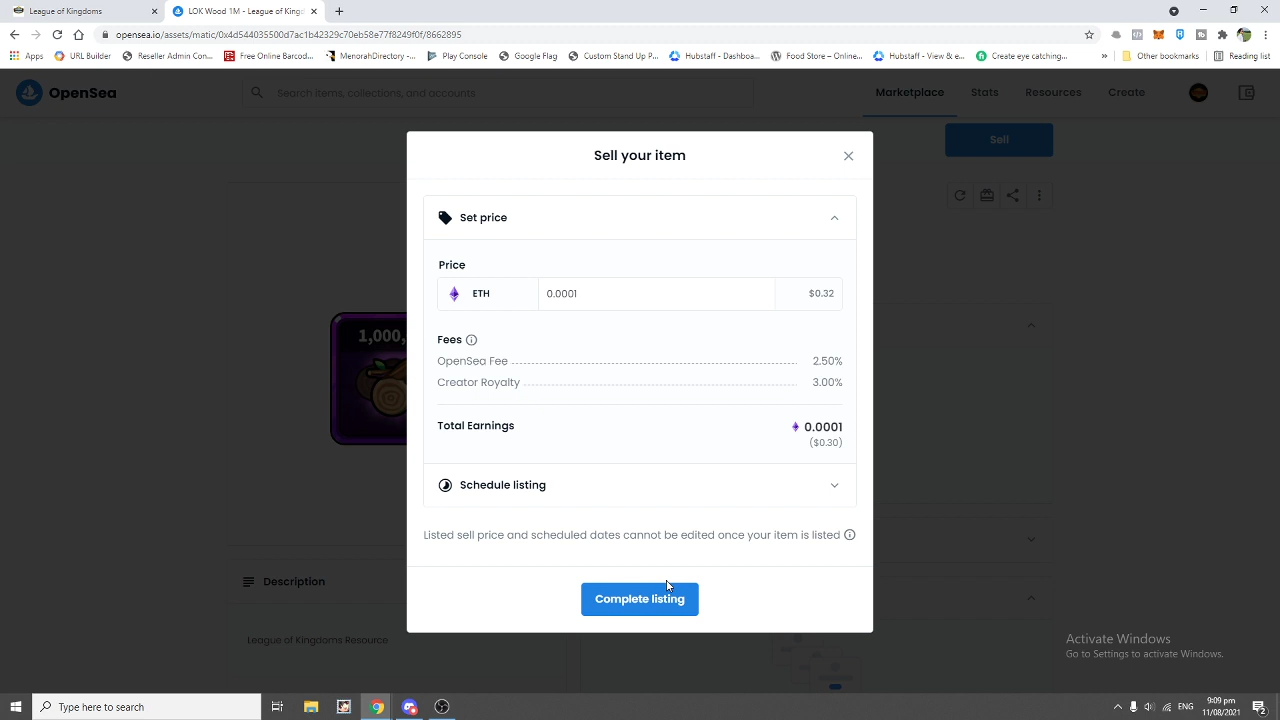 League of Kingdoms
LOK Wood 1M - League of Kingd
opensea.io/assets/matic/0x4d544035500d7ac1b42329c70eb58e77f8249f0f/8662895
Apps URL Builder Reseller Admin Con... Free Online Barcod... MenorahDirectory -... Play Console Google Flag Custom Stand Up P... Hubstaff - Dashboa... Food Store – Onlin... Hubstaff - View & e... Create eye catching... » Other bookmarks Reading list
OpenSea Search items, collections, and accounts Marketplace Stats Resources Create
Sell
Sell your item
Set price
Price
ETH 0.0001 $0.32
1,000,
Fees
OpenSea Fee 2.50%
Creator Royalty 3.00%
Total Earnings 0.0001
($0.30)
Schedule listing
Listed sell price and scheduled dates cannot be edited once your item is listed
Description
Complete listing
League of Kingdoms Resource
Activate Windows
Go to Settings to activate Windows.
Type here to search
ENG
9:09 pm
11/08/2021
2